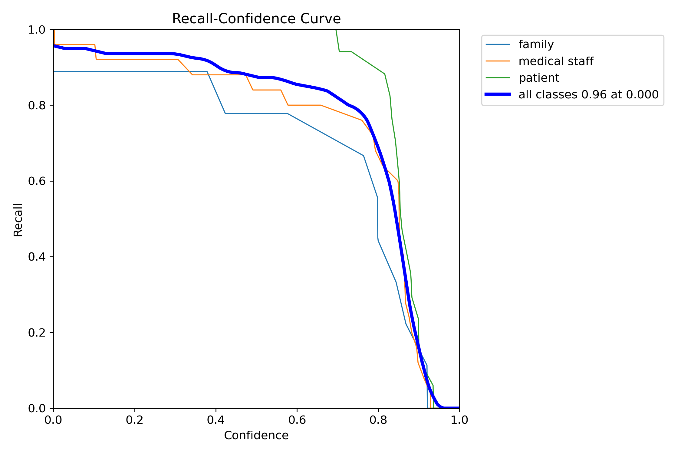 Recall-Confidence Curve
family
medical staff
patient
all classes 0.96 at 0.000
1.0
0.8
0.6
0.4
0.2
0.0
Recall
0.0 0.2 0.4 0.6 0.8 1.0
Confidence